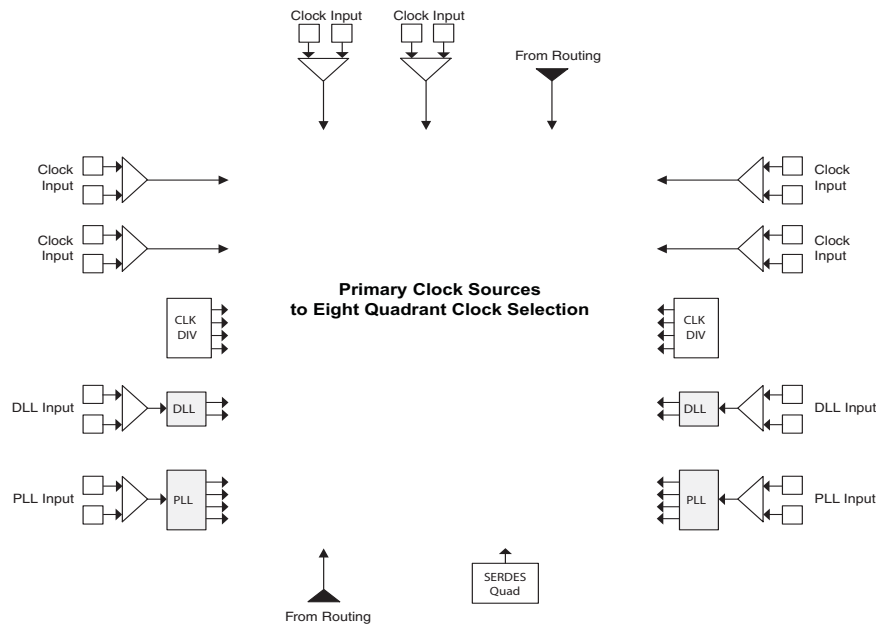 Clock Input
Clock Input
From Routing
Clock
Input
Clock
Input
Clock
Input
Clock
Input
Primary Clock Sources
to Eight Quadrant Clock Selection
CLK
DIV
CLK
DIV
DLL Input
DLL
DLL
DLL Input
PLL Input
PLL
PLL
PLL Input
SERDES
Quad
From Routing